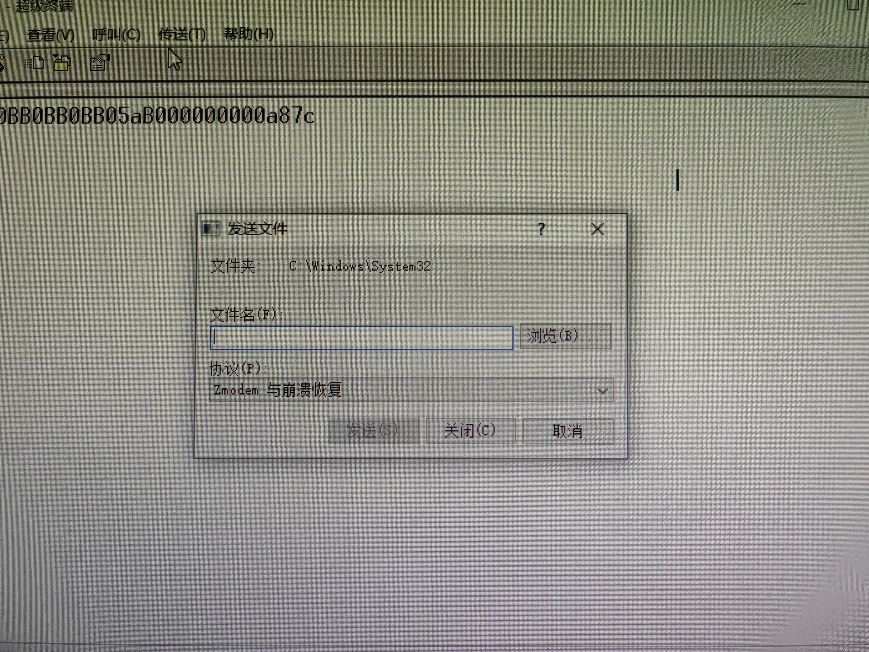 - 超级终端
E) 查看(V) 呼叫(C) 传送(T) 帮助(H)
0BB0BB0BB05aB000000000a87c
发送文件 ?
文件夹: C:\Windows\System32
文件名(F):
浏览(B)...
协议(P):
Zmodem 与崩溃恢复
发送(S) 关闭(C) 取消